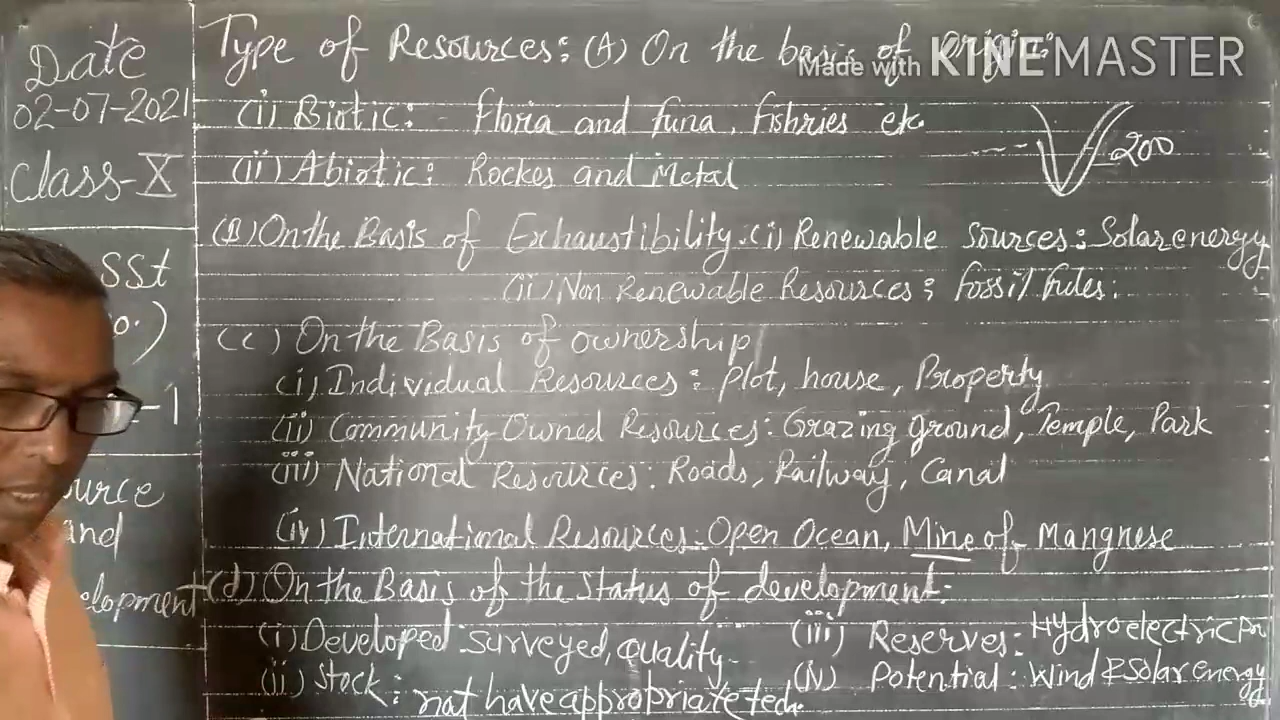 Date
02-07-2021
Class-X
SSt
o.)
-1
ource
and
elopment
Type of Resources: (A) On the basis of origin:
Made with KINEMASTER
(i) Biotic: Floria and funa, fishries etc.
(ii) Abiotic: Rockes and Metal
200
(B) On the Basis of Exhaustibility. (i) Renewable sources: Solar energy
(ii) Non Renewable Resources: fossil fules.
(c) On the Basis of ownership
(i) Individual Resources: Plot, house, Property
(ii) Community Owned Resources: Grazing ground, Temple, Park
(iii) National Resources: Roads, Railway, Canal
(iv) International Resources: Open Ocean, Mine of Mangnese
(d) On the Basis of the Status of development:
(i) Developed: Surveyed, quality
(iii) Reserves: Hydroelectric Po
(ii) Stock: not have appropriate tech.
(iv) Potential: Wind & Solar energy